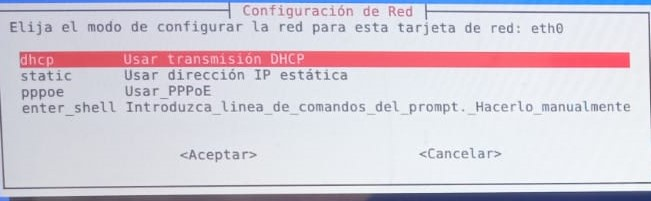 Configuración de Red
Elija el modo de configurar la red para esta tarjeta de red: eth0
dhcp Usar transmisión DHCP
static Usar dirección IP estática
pppoe Usar_PPPoE
enter_shell Introduzca_linea_de_comandos_del_prompt._Hacerlo_manualmente
<Aceptar> <Cancelar>